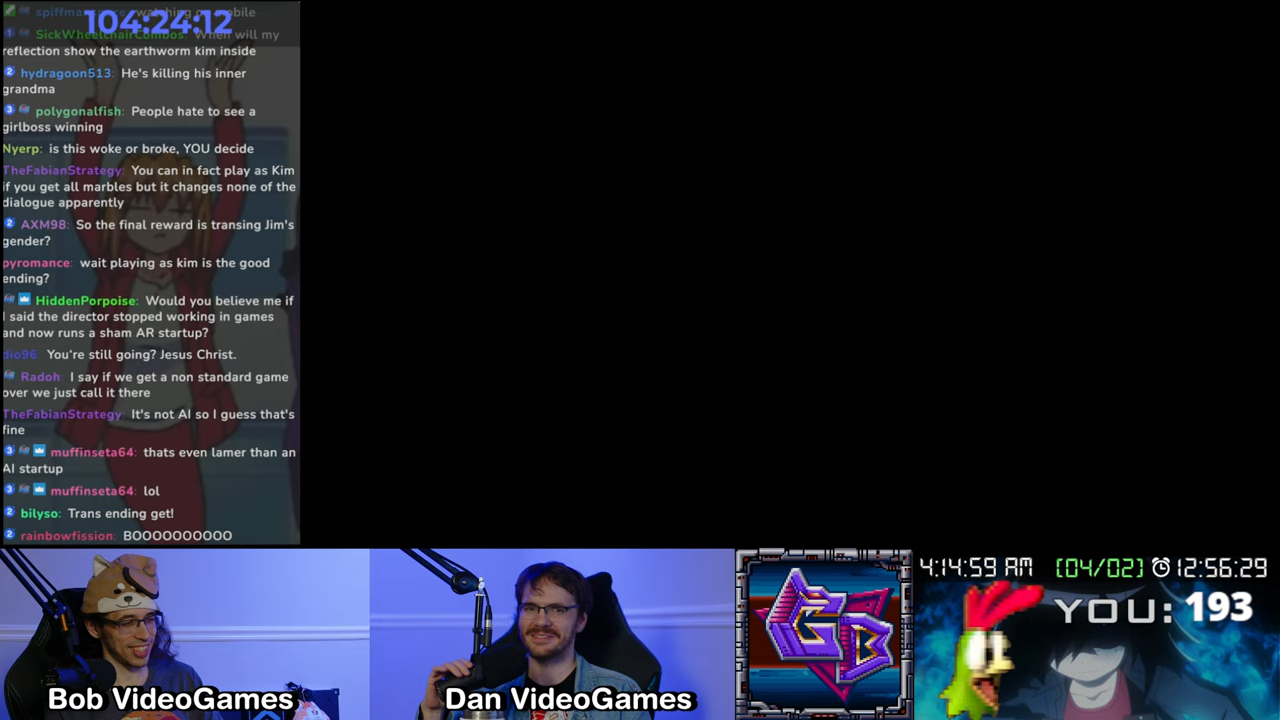 104:24:12
spiffma watching on mobile
SickWheelchairCombos: When will my
reflection show the earthworm kim inside
hydragoon513: He's killing his inner
grandma
polygonalfish: People hate to see a
girlboss winning
Nyerp: is this woke or broke, YOU decide
TheFabianStrategy: You can in fact play as Kim
if you get all marbles but it changes none of the
dialogue apparently
AXM98: So the final reward is transing Jim's
gender?
pyromance: wait playing as kim is the good
ending?
HiddenPorpoise: Would you believe me if
I said the director stopped working in games
and now runs a sham AR startup?
dio96: You're still going? Jesus Christ.
Radoh: I say if we get a non standard game
over we just call it there
TheFabianStrategy: It's not AI so I guess that's
fine
muffinseta64: thats even lamer than an
AI startup
muffinseta64: lol
bilyso: Trans ending get!
rainbowfission: BOOOOOOOOOO
Bob VideoGames
Dan VideoGames
GB
4:14:59 AM [04/02] 12:56:29
YOU: 193